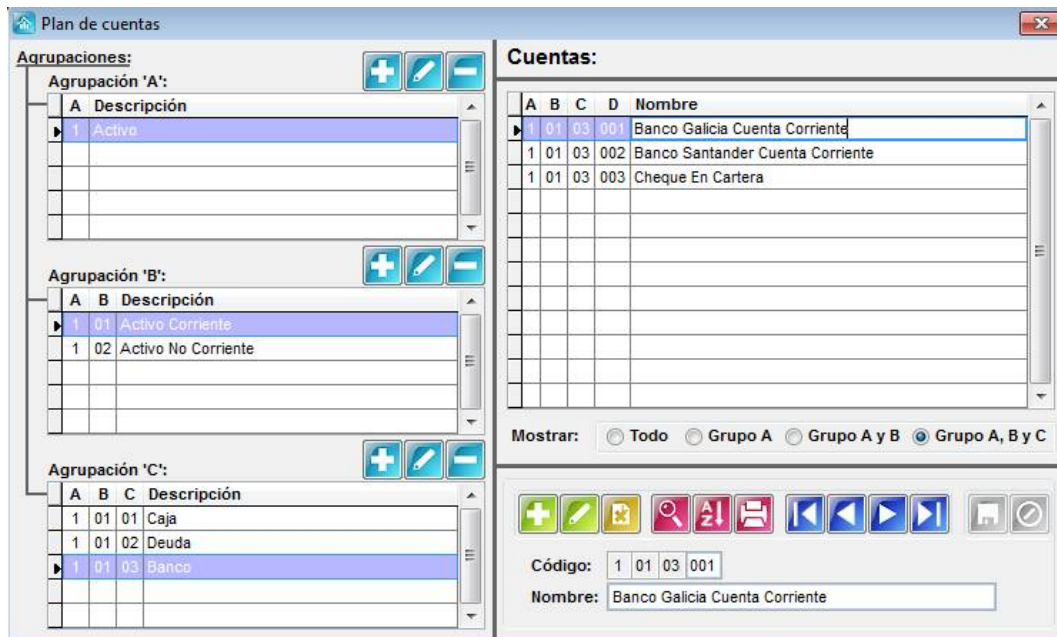 Plan de cuentas
Agrupaciones:
Agrupación 'A':
A Descripción
1 Activo
Agrupación 'B':
A B Descripción
1 01 Activo Corriente
1 02 Activo No Corriente
Agrupación 'C':
A B C Descripción
1 01 01 Caja
1 01 02 Deuda
1 01 03 Banco
Cuentas:
A B C D Nombre
1 01 03 001 Banco Galicia Cuenta Corriente
1 01 03 002 Banco Santander Cuenta Corriente
1 01 03 003 Cheque En Cartera
Mostrar: Todo Grupo A Grupo A y B Grupo A, B y C
A Z
Código: 1 01 03 001
Nombre: Banco Galicia Cuenta Corriente